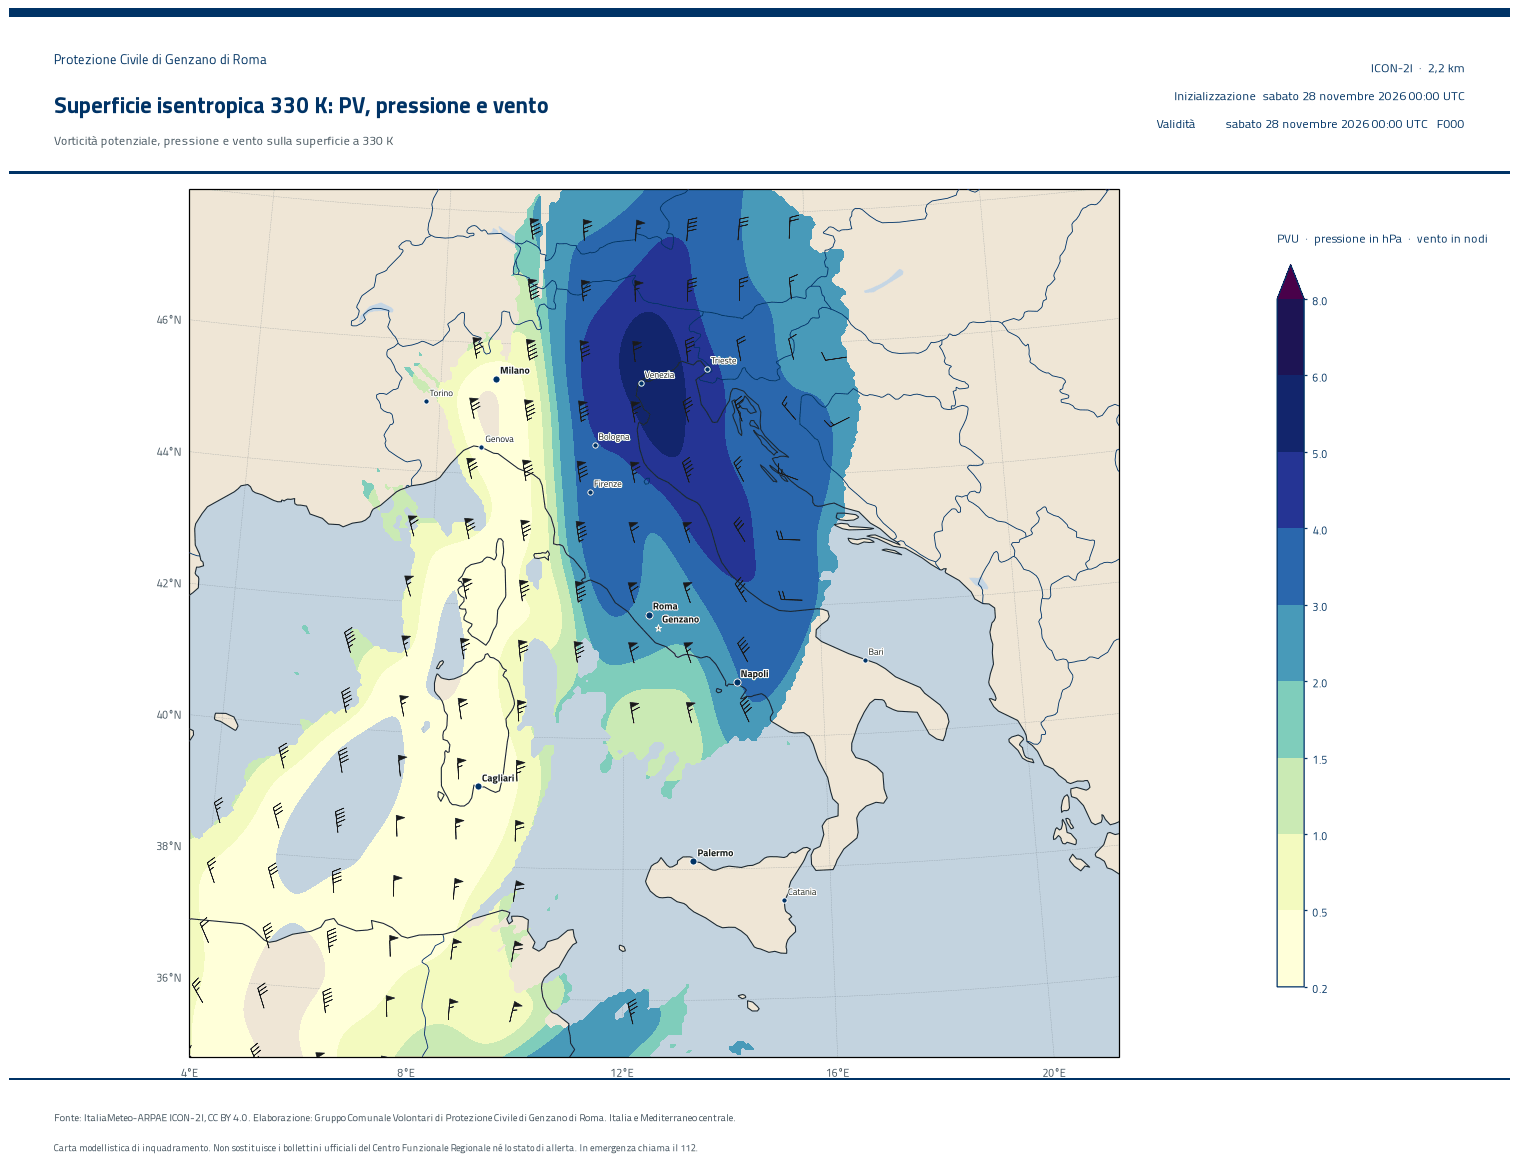 Protezione Civile di Genzano di Roma
Superficie isentropica 330 K: PV, pressione e vento
Vorticità potenziale, pressione e vento sulla superficie a 330 K
ICON-2I · 2,2 km
Inizializzazione sabato 28 novembre 2026 00:00 UTC
Validità sabato 28 novembre 2026 00:00 UTC F000
PVU · pressione in hPa · vento in nodi
8.0
6.0
5.0
4.0
3.0
2.0
1.5
1.0
0.5
0.2
46°N
44°N
42°N
40°N
38°N
36°N
4°E
8°E
12°E
16°E
20°E
Milano
Torino
Genova
Venezia
Trieste
Bologna
Firenze
Roma
Genzano
Napoli
Bari
Cagliari
Palermo
Catania
Fonte: ItaliaMeteo-ARPAE ICON-2I, CC BY 4.0. Elaborazione: Gruppo Comunale Volontari di Protezione Civile di Genzano di Roma. Italia e Mediterraneo centrale.
Carta modellistica di inquadramento. Non sostituisce i bollettini ufficiali del Centro Funzionale Regionale né lo stato di allerta. In emergenza chiama il 112.